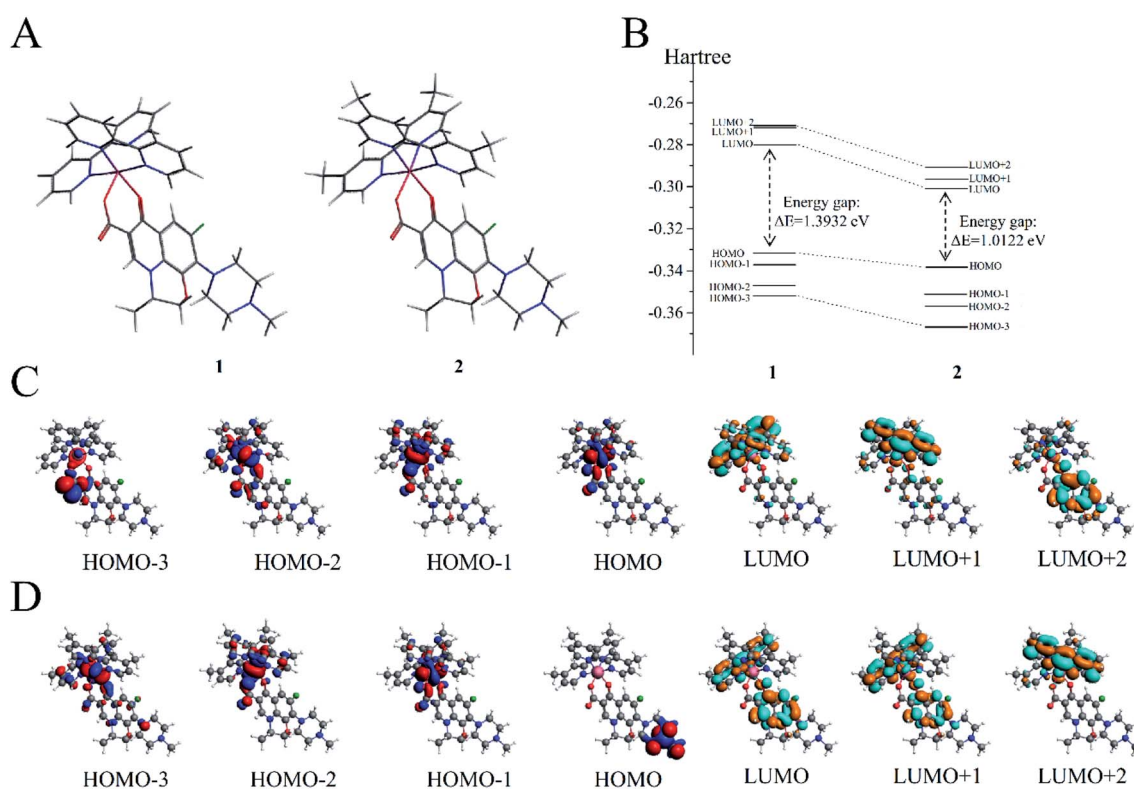 A
B
Hartree
-0.26
-0.28
-0.30
-0.32
-0.34
-0.36
LUMO+2
LUMO+1
LUMO
Energy gap:
ΔE=1.3932 eV
HOMO
HOMO-1
HOMO-2
HOMO-3
LUMO+2
LUMO+1
LUMO
Energy gap:
ΔE=1.0122 eV
HOMO
HOMO-1
HOMO-2
HOMO-3
1 2 1 2
C
HOMO-3 HOMO-2 HOMO-1 HOMO LUMO LUMO+1 LUMO+2
D
HOMO-3 HOMO-2 HOMO-1 HOMO LUMO LUMO+1 LUMO+2